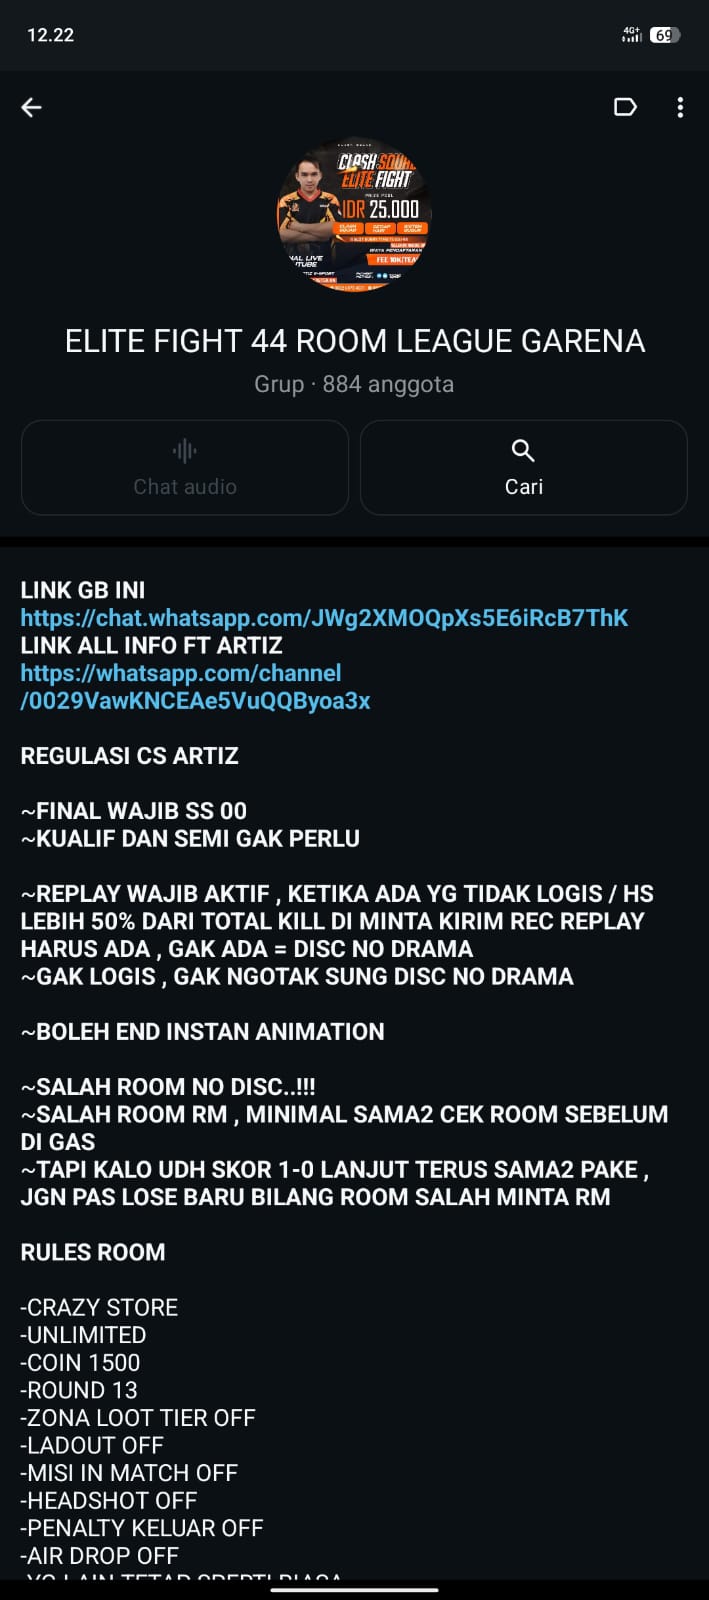 12.22
4G+
69
CLASH SQUAD
ELITE FIGHT
PRIZE POOL
IDR 25.000
FEE 10K/TEA
ELITE FIGHT 44 ROOM LEAGUE GARENA
Grup · 884 anggota
Chat audio
Cari
LINK GB INI
https://chat.whatsapp.com/JWg2XMOQpXs5E6iRcB7ThK
LINK ALL INFO FT ARTIZ
https://whatsapp.com/channel
/0029VawKNCEAe5VuQQByoa3x
REGULASI CS ARTIZ
~FINAL WAJIB SS 00
~KUALIF DAN SEMI GAK PERLU
~REPLAY WAJIB AKTIF , KETIKA ADA YG TIDAK LOGIS / HS
LEBIH 50% DARI TOTAL KILL DI MINTA KIRIM REC REPLAY
HARUS ADA , GAK ADA = DISC NO DRAMA
~GAK LOGIS , GAK NGOTAK SUNG DISC NO DRAMA
~BOLEH END INSTAN ANIMATION
~SALAH ROOM NO DISC..!!!
~SALAH ROOM RM , MINIMAL SAMA2 CEK ROOM SEBELUM
DI GAS
~TAPI KALO UDH SKOR 1-0 LANJUT TERUS SAMA2 PAKE ,
JGN PAS LOSE BARU BILANG ROOM SALAH MINTA RM
RULES ROOM
-CRAZY STORE
-UNLIMITED
-COIN 1500
-ROUND 13
-ZONA LOOT TIER OFF
-LADOUT OFF
-MISI IN MATCH OFF
-HEADSHOT OFF
-PENALTY KELUAR OFF
-AIR DROP OFF
-YG LAIN TETAP SPERTI BIASA